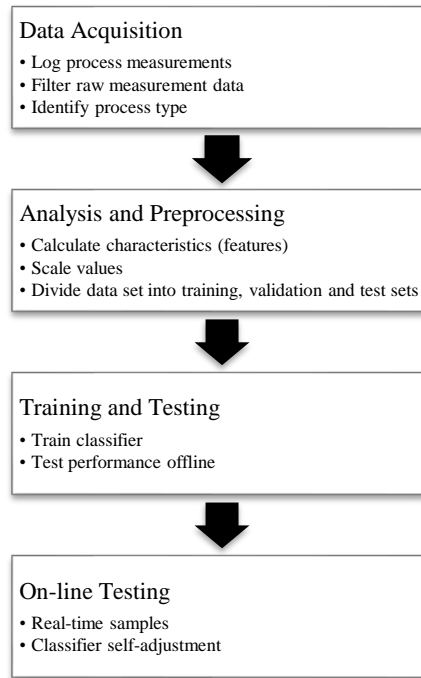 Data Acquisition
• Log process measurements
• Filter raw measurement data
• Identify process type
Analysis and Preprocessing
• Calculate characteristics (features)
• Scale values
• Divide data set into training, validation and test sets
Training and Testing
• Train classifier
• Test performance offline
On-line Testing
• Real-time samples
• Classifier self-adjustment